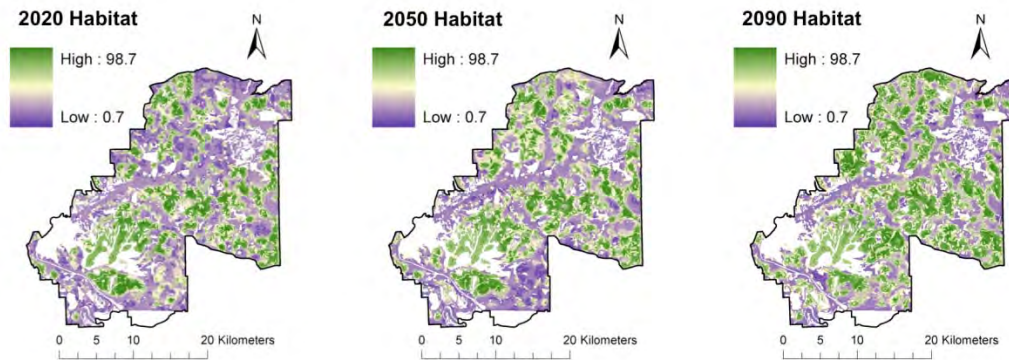 2020 Habitat
N
High : 98.7
Low : 0.7
0 5 10 20 Kilometers
2050 Habitat
N
High : 98.7
Low : 0.7
0 5 10 20 Kilometers
2090 Habitat
N
High : 98.7
Low : 0.7
0 5 10 20 Kilometers